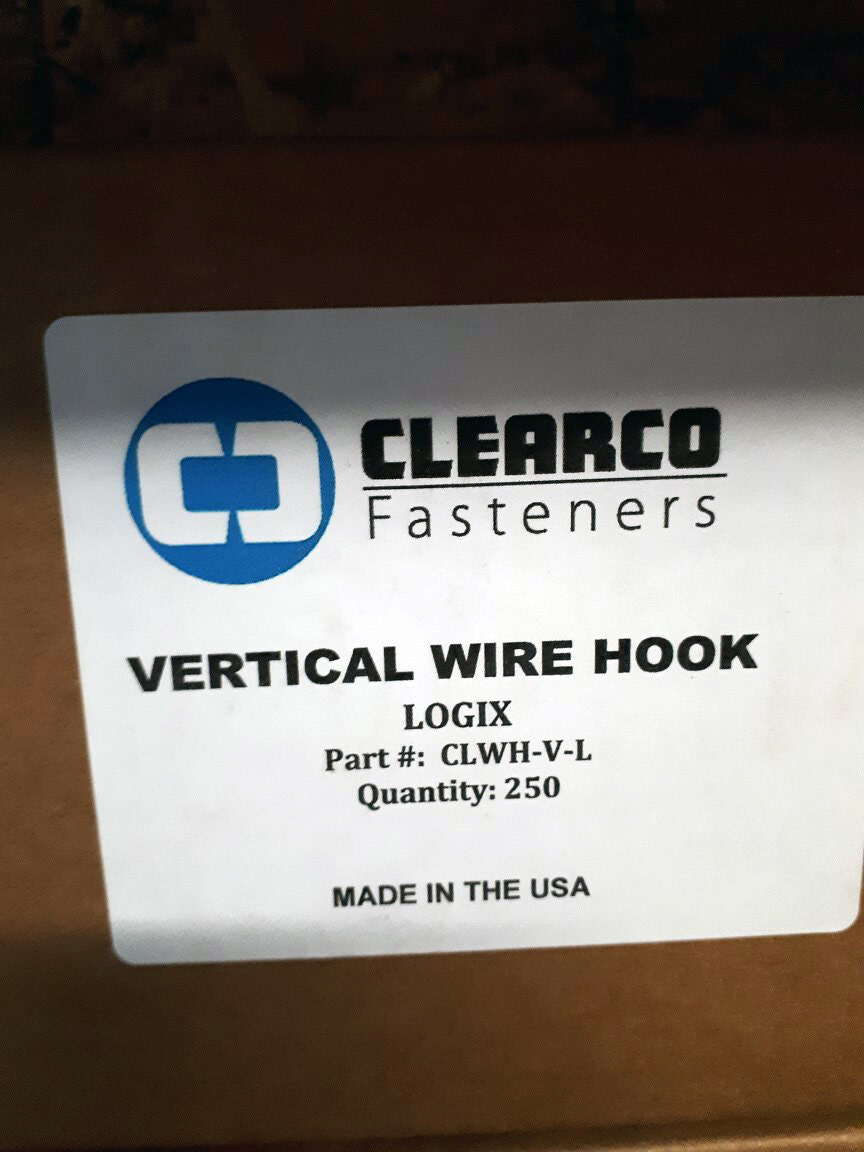 CLEARCO
Fasteners
VERTICAL WIRE HOOK
LOGIX
Part #: CLWH-V-L
Quantity: 250
MADE IN THE USA